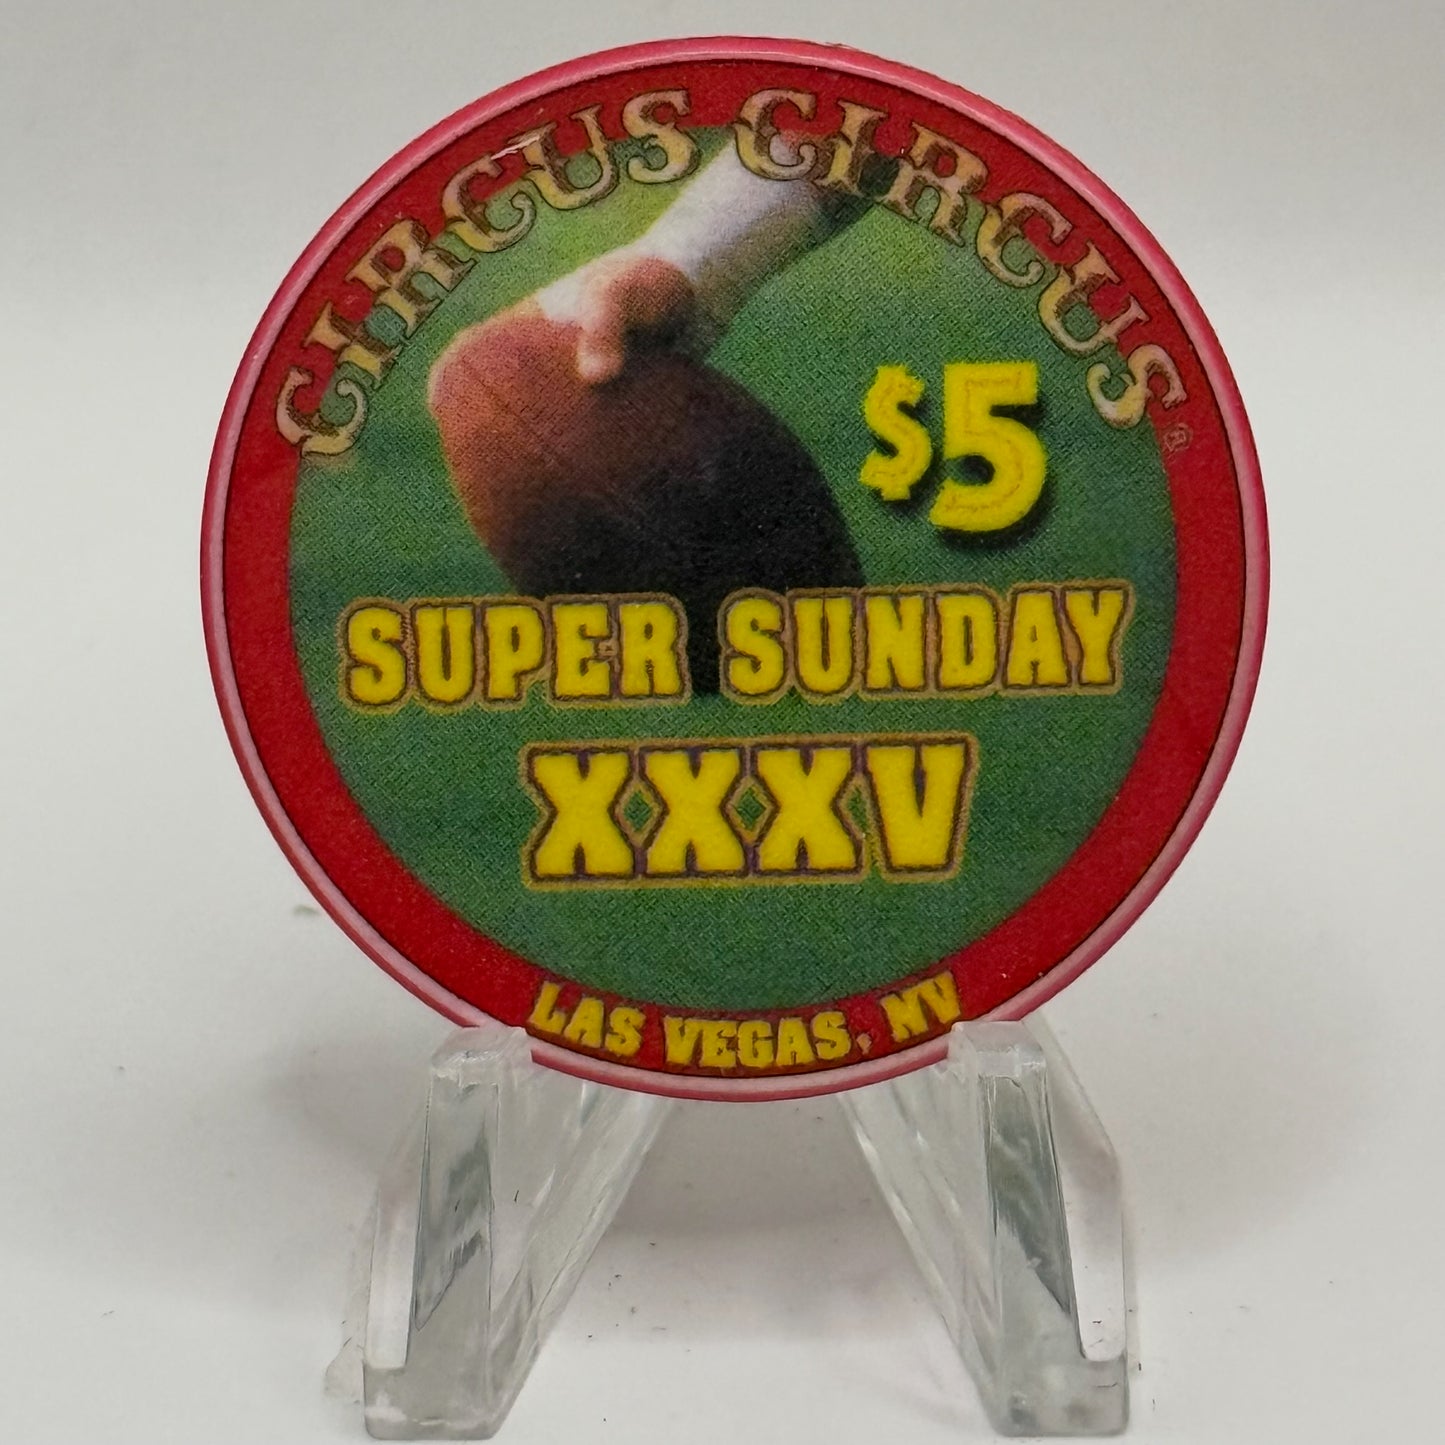 CIRCUS CIRCUS®
$5
SUPER SUNDAY
XXXV
LAS VEGAS, NV